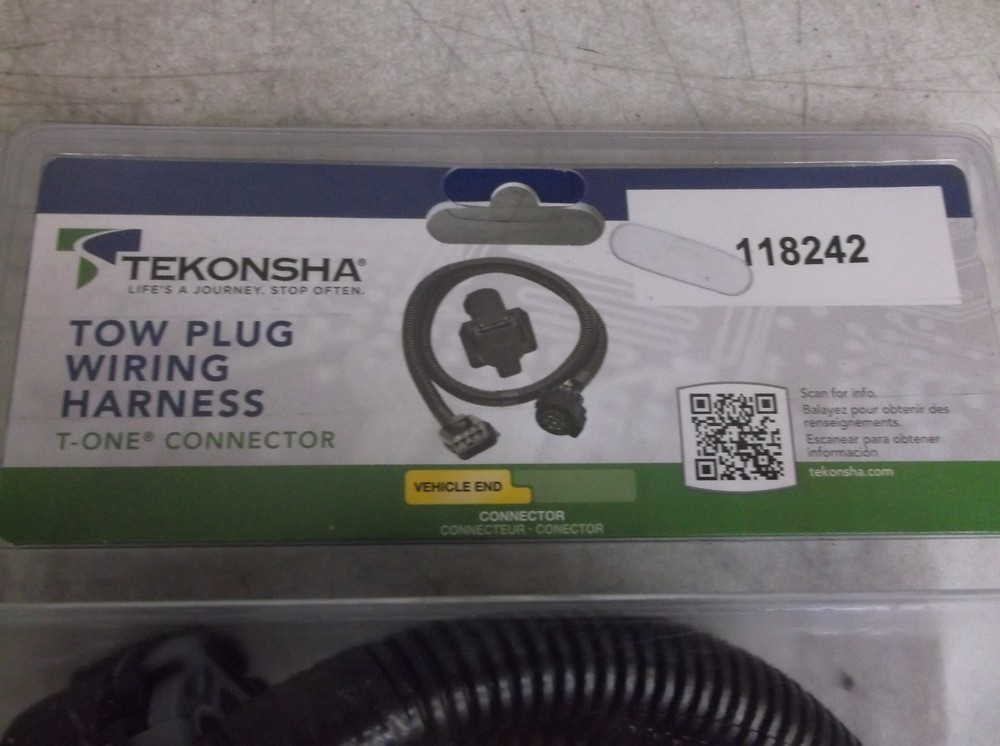 TEKONSHA®
LIFE'S A JOURNEY. STOP OFTEN.
TOW PLUG
WIRING
HARNESS
T-ONE® CONNECTOR
118242
VEHICLE END
CONNECTOR
CONNECTEUR · CONECTOR
Scan for info.
Balayez pour obtenir des
renseignements.
Escanear para obtener
información
tekonsha.com